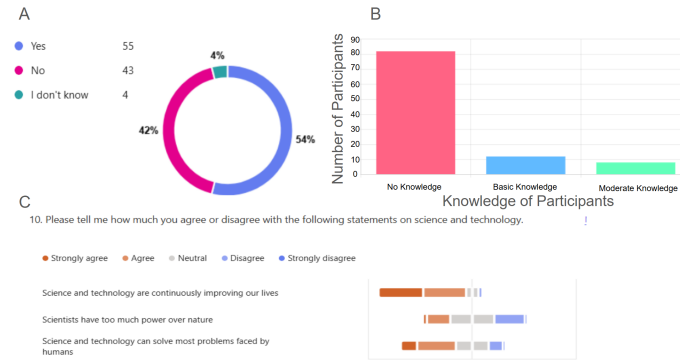 A
Yes 55
No 43
I don't know 4
4%
42%
54%
B
Number of Participants
90
80
70
60
50
40
30
20
10
0
No Knowledge Basic Knowledge Moderate Knowledge
Knowledge of Participants
C
10. Please tell me how much you agree or disagree with the following statements on science and technology.
Strongly agree Agree Neutral Disagree Strongly disagree
Science and technology are continuously improving our lives
Scientists have too much power over nature
Science and technology can solve most problems faced by
humans